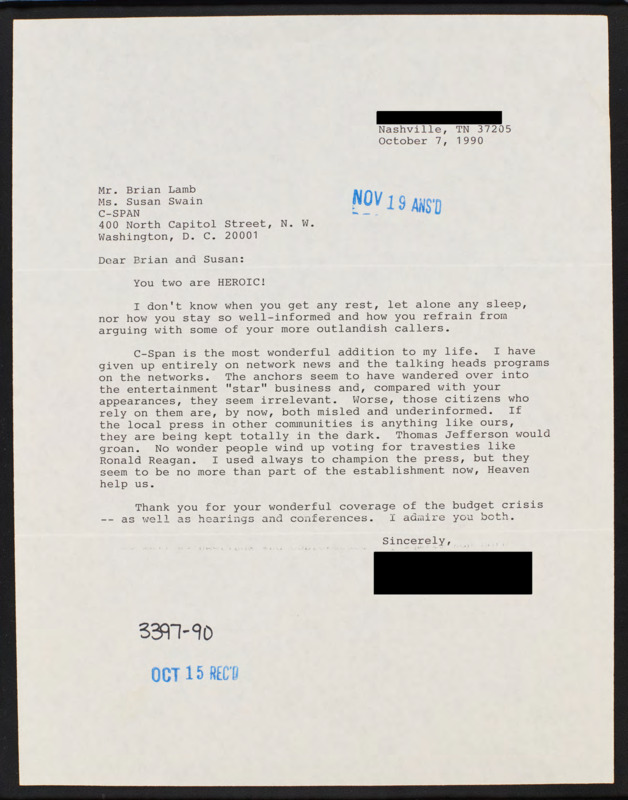 Nashville, TN 37205
October 7, 1990
Mr. Brian Lamb
Ms. Susan Swain
C-SPAN
400 North Capitol Street, N. W.
Washington, D. C. 20001
NOV 19 ANS'D
Dear Brian and Susan:
You two are HEROIC!
I don't know when you get any rest, let alone any sleep,
nor how you stay so well-informed and how you refrain from
arguing with some of your more outlandish callers.
C-Span is the most wonderful addition to my life. I have
given up entirely on network news and the talking heads programs
on the networks. The anchors seem to have wandered over into
the entertainment "star" business and, compared with your
appearances, they seem irrelevant. Worse, those citizens who
rely on them are, by now, both misled and underinformed. If
the local press in other communities is anything like ours,
they are being kept totally in the dark. Thomas Jefferson would
groan. No wonder people wind up voting for travesties like
Ronald Reagan. I used always to champion the press, but they
seem to be no more than part of the establishment now, Heaven
help us.
Thank you for your wonderful coverage of the budget crisis
-- as well as hearings and conferences. I admire you both.
Sincerely,
3397-90
OCT 15 REC'D